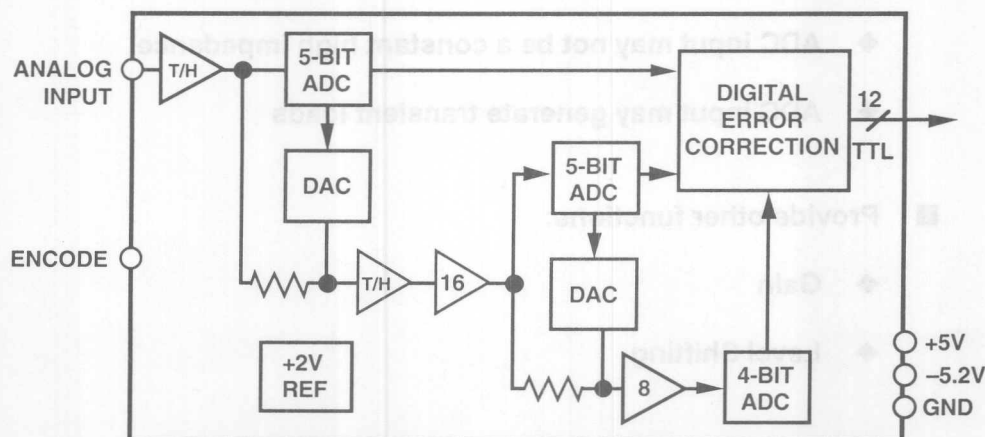 ADC input may not be a constant high impedance
ANALOG
INPUT
T/H
5-BIT
ADC
ADC input may generate transient loads
DIGITAL
ERROR
CORRECTION
12
TTL
DAC
5-BIT
ADC
Provide other functions:
ENCODE
T/H
16
DAC
Gain
+2V
REF
Level Shifting
8
4-BIT
ADC
+5V
–5.2V
GND